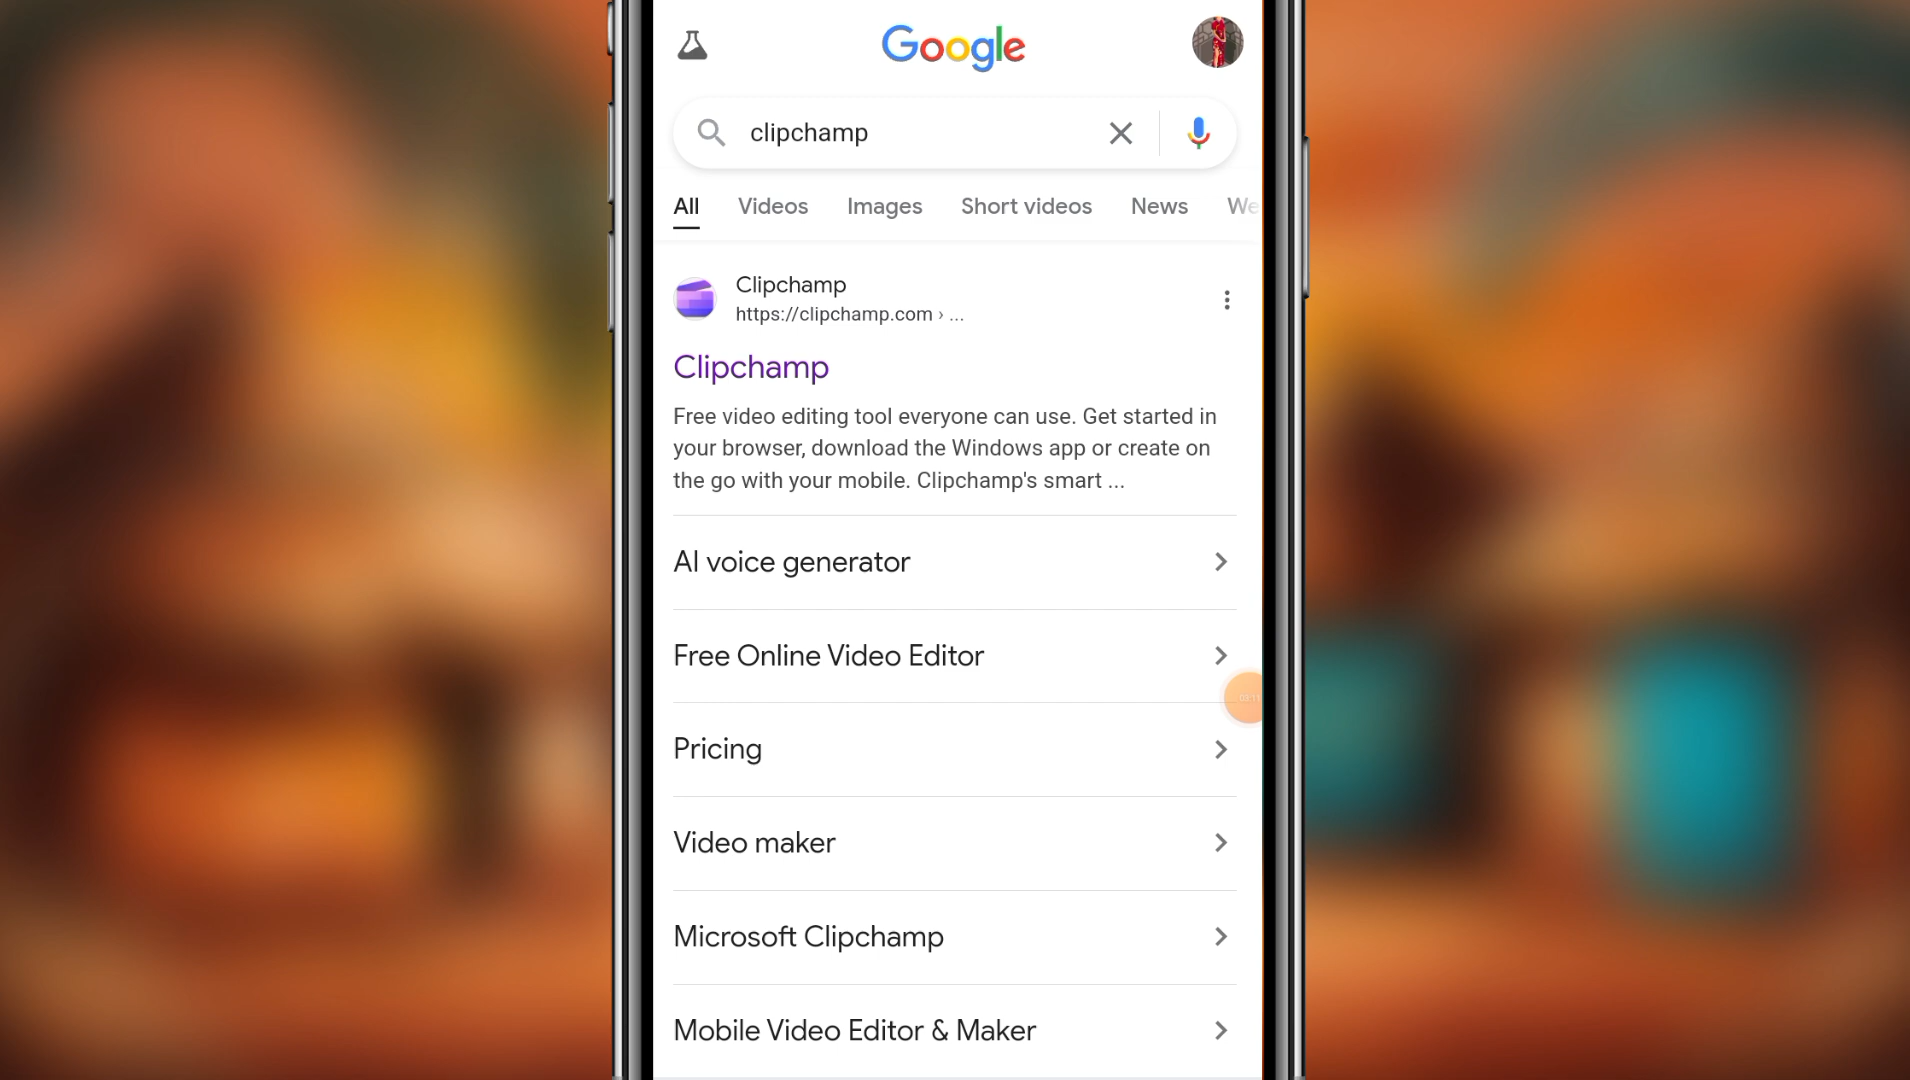 Google
clipchamp
All Videos Images Short videos News We
Clipchamp
https://clipchamp.com › ...
Clipchamp
Free video editing tool everyone can use. Get started in
your browser, download the Windows app or create on
the go with your mobile. Clipchamp's smart ...
AI voice generator
Free Online Video Editor
Pricing
Video maker
Microsoft Clipchamp
Mobile Video Editor & Maker